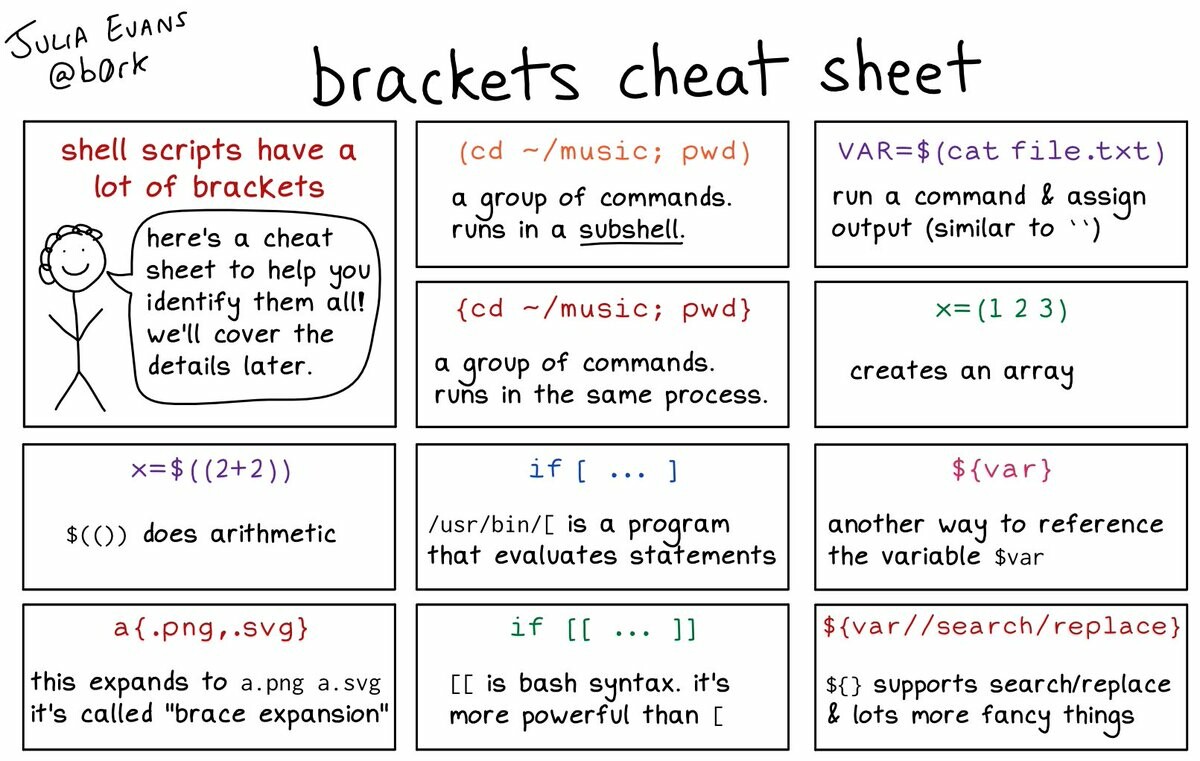 JULIA EVANS
@b0rk
brackets cheat sheet
shell scripts have a
lot of brackets
here's a cheat
sheet to help you
identify them all!
we'll cover the
details later.
(cd ~/music; pwd)
a group of commands.
runs in a subshell.
VAR=$(cat file.txt)
run a command & assign
output (similar to ``)
{cd ~/music; pwd}
a group of commands.
runs in the same process.
x=(1 2 3)
creates an array
x=$((2+2))
$(()) does arithmetic
if [ ... ]
/usr/bin/[ is a program
that evaluates statements
${var}
another way to reference
the variable $var
a{.png,.svg}
this expands to a.png a.svg
it's called "brace expansion"
if [[ ... ]]
[[ is bash syntax. it's
more powerful than [
${var//search/replace}
${} supports search/replace
& lots more fancy things